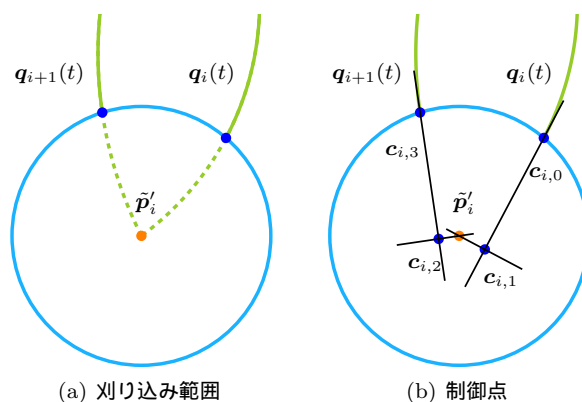 q_{i+1}(t) q_i(t)
p̃'_i
(a) 刈り込み範囲
q_{i+1}(t) q_i(t)
c_{i,3} c_{i,0}
p̃'_i
c_{i,2} c_{i,1}
(b) 制御点